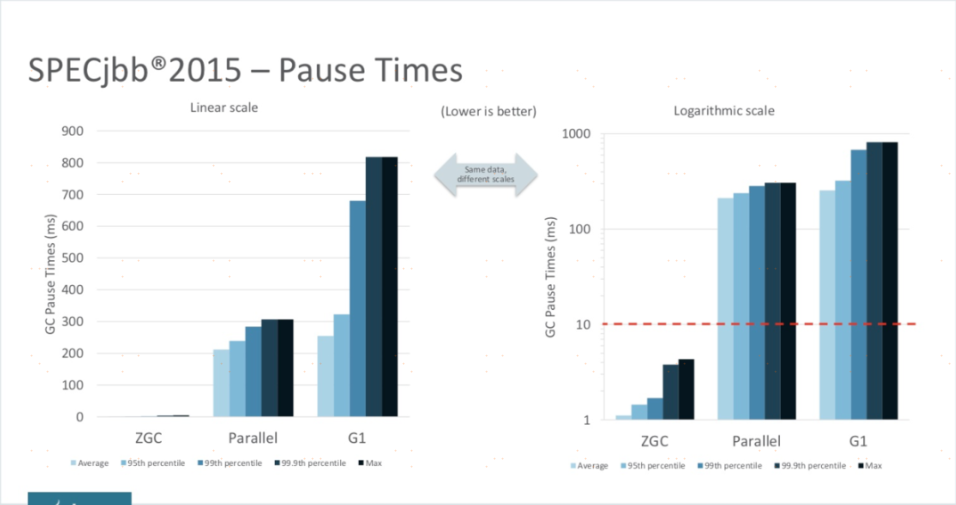 SPECjbb®2015 – Pause Times
Linear scale
(Lower is better)
Logarithmic scale
Same data,
different scales
GC Pause Times (ms)
900
800
700
600
500
400
300
200
100
0
ZGC Parallel G1
Average 95th percentile 99th percentile 99.9th percentile Max
GC Pause Times (ms)
1000
100
10
1
ZGC Parallel G1
Average 95th percentile 99th percentile 99.9th percentile Max